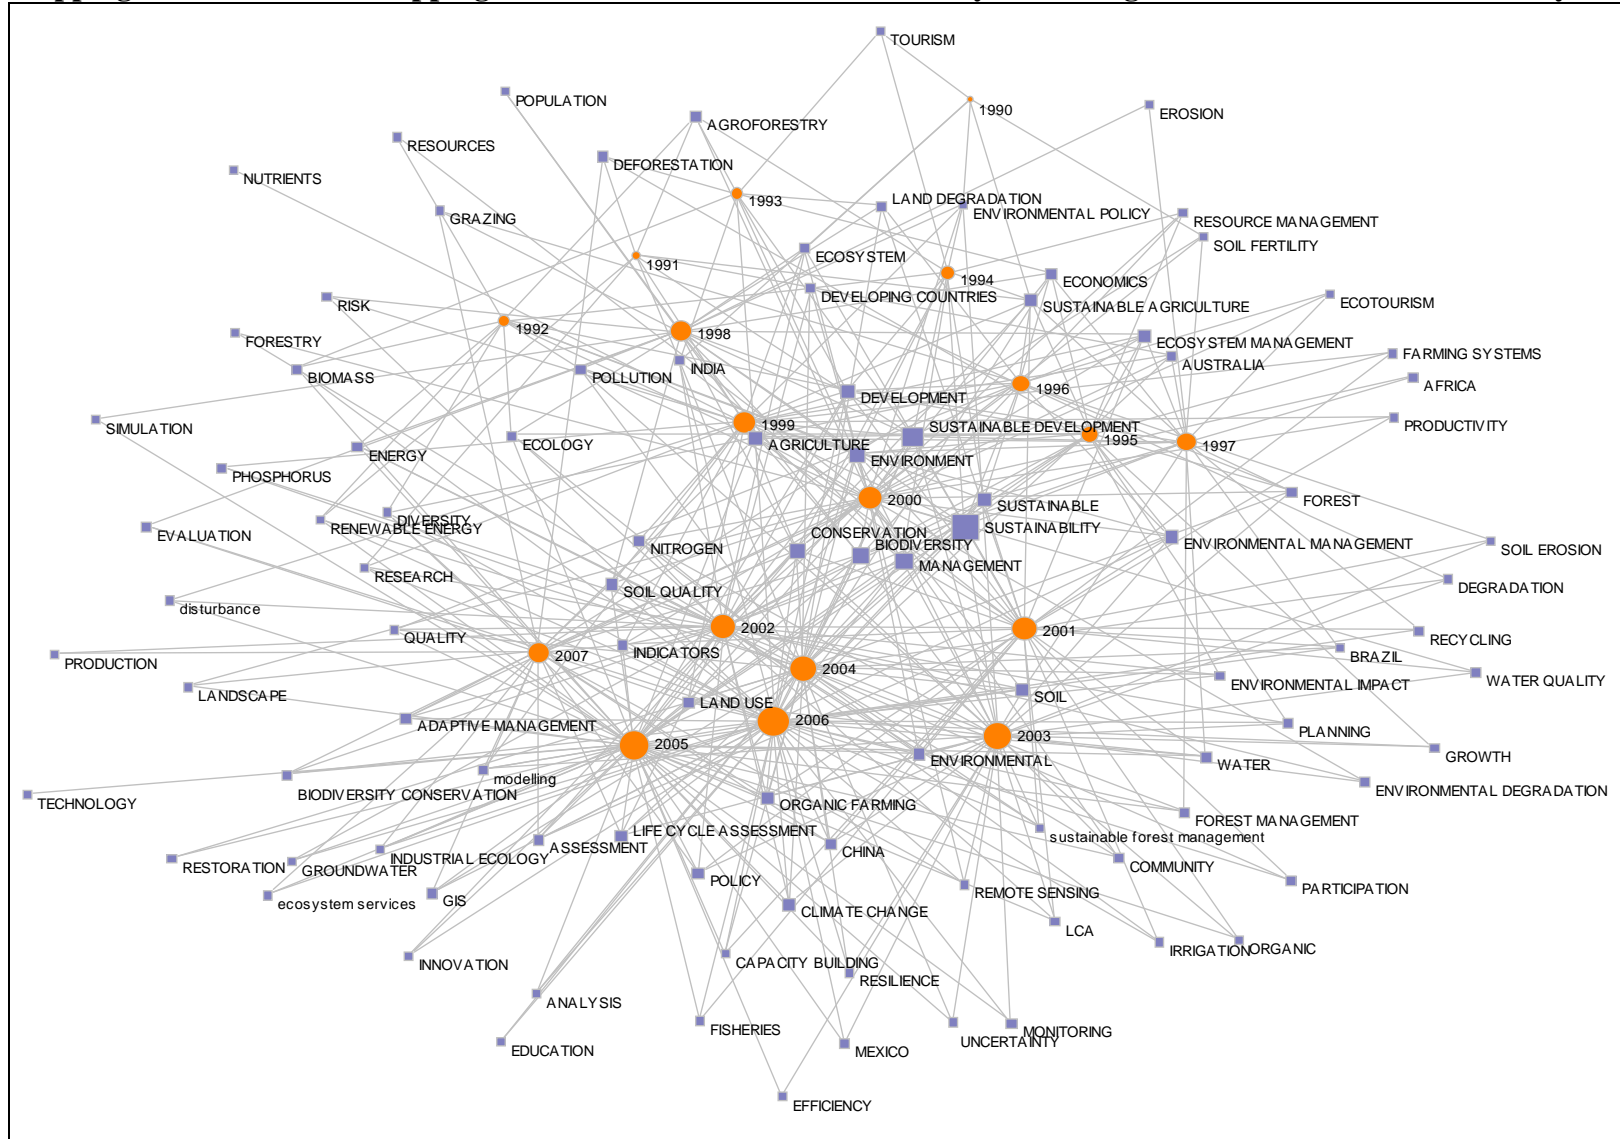 TOURISM
1990
POPULATION
EROSION
AGROFORESTRY
RESOURCES
DEFORESTATION
NUTRIENTS
1993
LAND DEGRADATION
ENVIRONMENTAL POLICY
GRAZING
RESOURCE MANAGEMENT
SOIL FERTILITY
ECOSYSTEM
1991
1994
ECONOMICS
DEVELOPING COUNTRIES
SUSTAINABLE AGRICULTURE
RISK
ECOTOURISM
1992
1998
FORESTRY
ECOSYSTEM MANAGEMENT
FARMING SYSTEMS
AUSTRALIA
INDIA
BIOMASS
POLLUTION
AFRICA
1996
DEVELOPMENT
PRODUCTIVITY
SIMULATION
1999
SUSTAINABLE DEVELOPMENT
1995
1997
AGRICULTURE
ECOLOGY
ENERGY
ENVIRONMENT
PHOSPHORUS
2000
FOREST
SUSTAINABLE
DIVERSITY
RENEWABLE ENERGY
SUSTAINABILITY
EVALUATION
CONSERVATION
BIODIVERSITY
ENVIRONMENTAL MANAGEMENT
NITROGEN
SOIL EROSION
MANAGEMENT
RESEARCH
DEGRADATION
SOIL QUALITY
disturbance
2002
2001
QUALITY
RECYCLING
INDICATORS
BRAZIL
2007
PRODUCTION
2004
WATER QUALITY
ENVIRONMENTAL IMPACT
LANDSCAPE
SOIL
LAND USE
2006
ADAPTIVE MANAGEMENT
PLANNING
2003
2005
GROWTH
ENVIRONMENTAL
WATER
modelling
ENVIRONMENTAL DEGRADATION
BIODIVERSITY CONSERVATION
TECHNOLOGY
ORGANIC FARMING
FOREST MANAGEMENT
LIFE CYCLE ASSESSMENT
sustainable forest management
ASSESSMENT
CHINA
INDUSTRIAL ECOLOGY
RESTORATION
GROUNDWATER
COMMUNITY
POLICY
PARTICIPATION
REMOTE SENSING
ecosystem services
GIS
CLIMATE CHANGE
LCA
IRRIGATION
ORGANIC
CAPACITY BUILDING
INNOVATION
RESILIENCE
ANALYSIS
FISHERIES
MONITORING
UNCERTAINTY
EDUCATION
MEXICO
EFFICIENCY